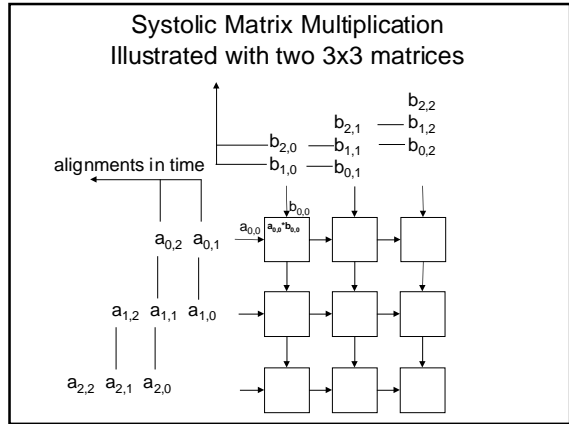 Systolic Matrix Multiplication
Illustrated with two 3x3 matrices
b2,2
b2,1 b1,2
b2,0 b1,1 b0,2
b1,0 b0,1
alignments in time
b0,0
a0,2 a0,1 a0,0 a0,0*b0,0
a1,2 a1,1 a1,0
a2,2 a2,1 a2,0